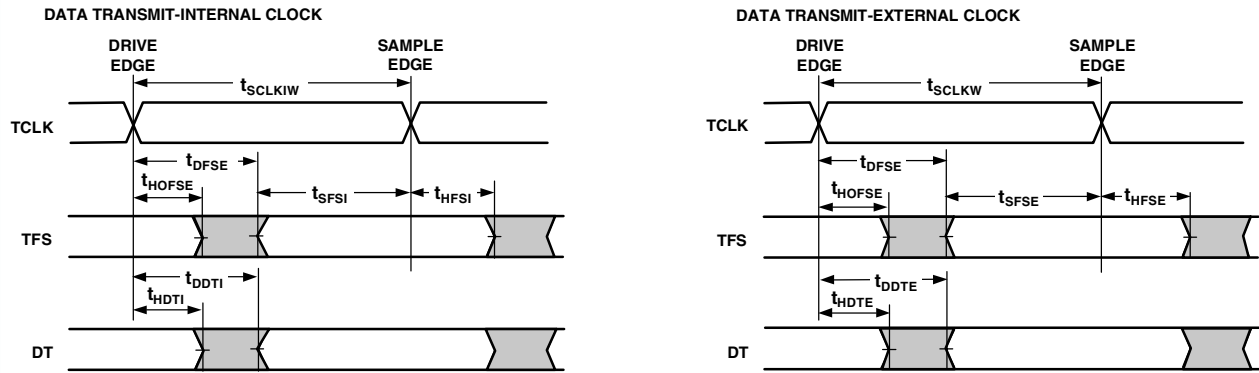 DATA TRANSMIT-INTERNAL CLOCK
DRIVE
EDGE
SAMPLE
EDGE
tSCLKIW
TCLK
tDFSE
tHOFSE
tSFSI
tHFSI
TFS
tDDTI
tHDTI
DT
DATA TRANSMIT-EXTERNAL CLOCK
DRIVE
EDGE
SAMPLE
EDGE
tSCLKW
TCLK
tDFSE
tHOFSE
tSFSE
tHFSE
TFS
tDDTE
tHDTE
DT